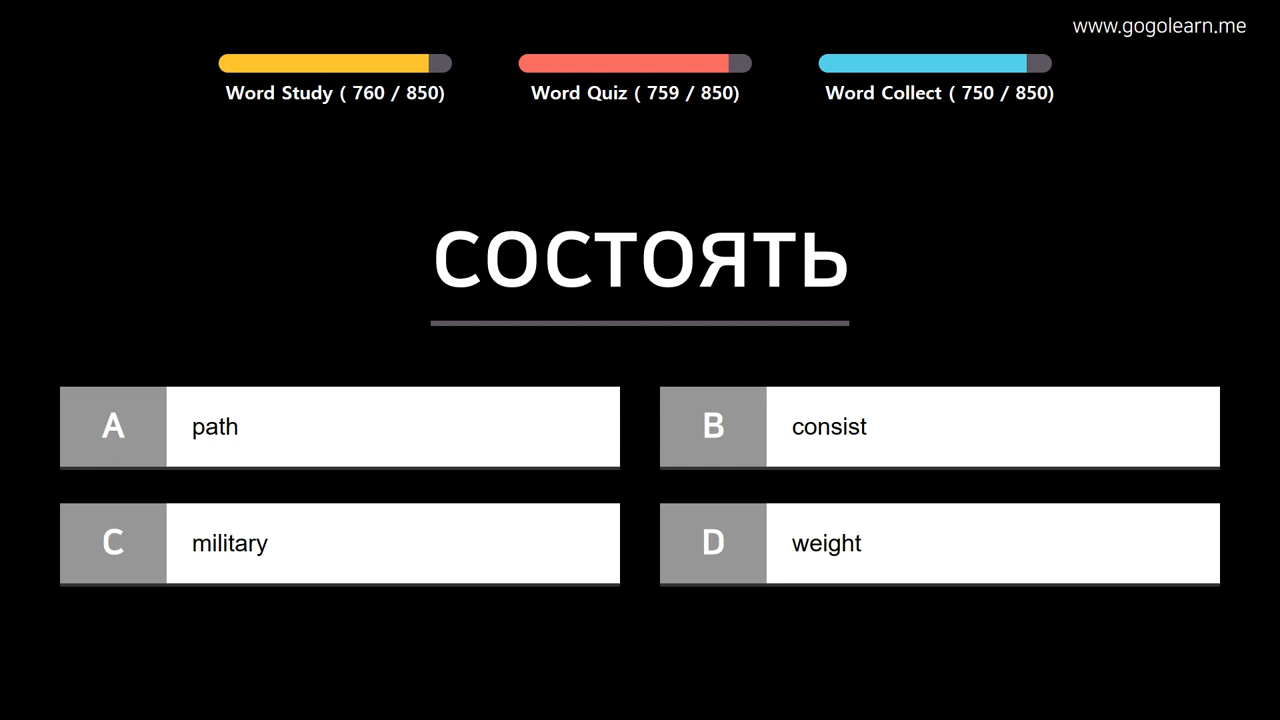 www.gogolearn.me
Word Study ( 760 / 850)
Word Quiz ( 759 / 850)
Word Collect ( 750 / 850)
состоять
A path
B consist
C military
D weight